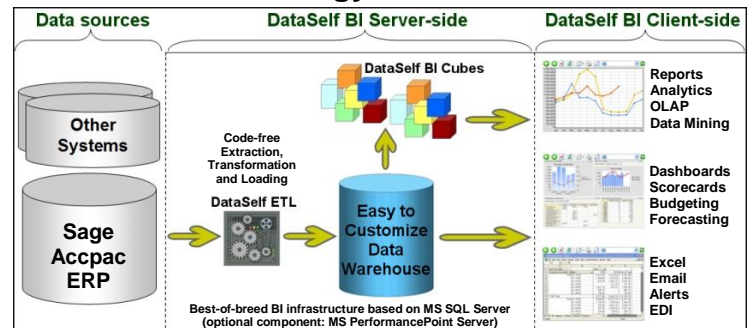 Data sources
DataSelf BI Server-side
DataSelf BI Client-side
Other
Systems
Sage
Accpac
ERP
Code-free
Extraction,
Transformation
and Loading
DataSelf ETL
DataSelf BI Cubes
Easy to
Customize
Data
Warehouse
Best-of-breed BI infrastructure based on MS SQL Server
(optional component: MS PerformancePoint Server)
Reports
Analytics
OLAP
Data Mining
Dashboards
Scorecards
Budgeting
Forecasting
Excel
Email
Alerts
EDI